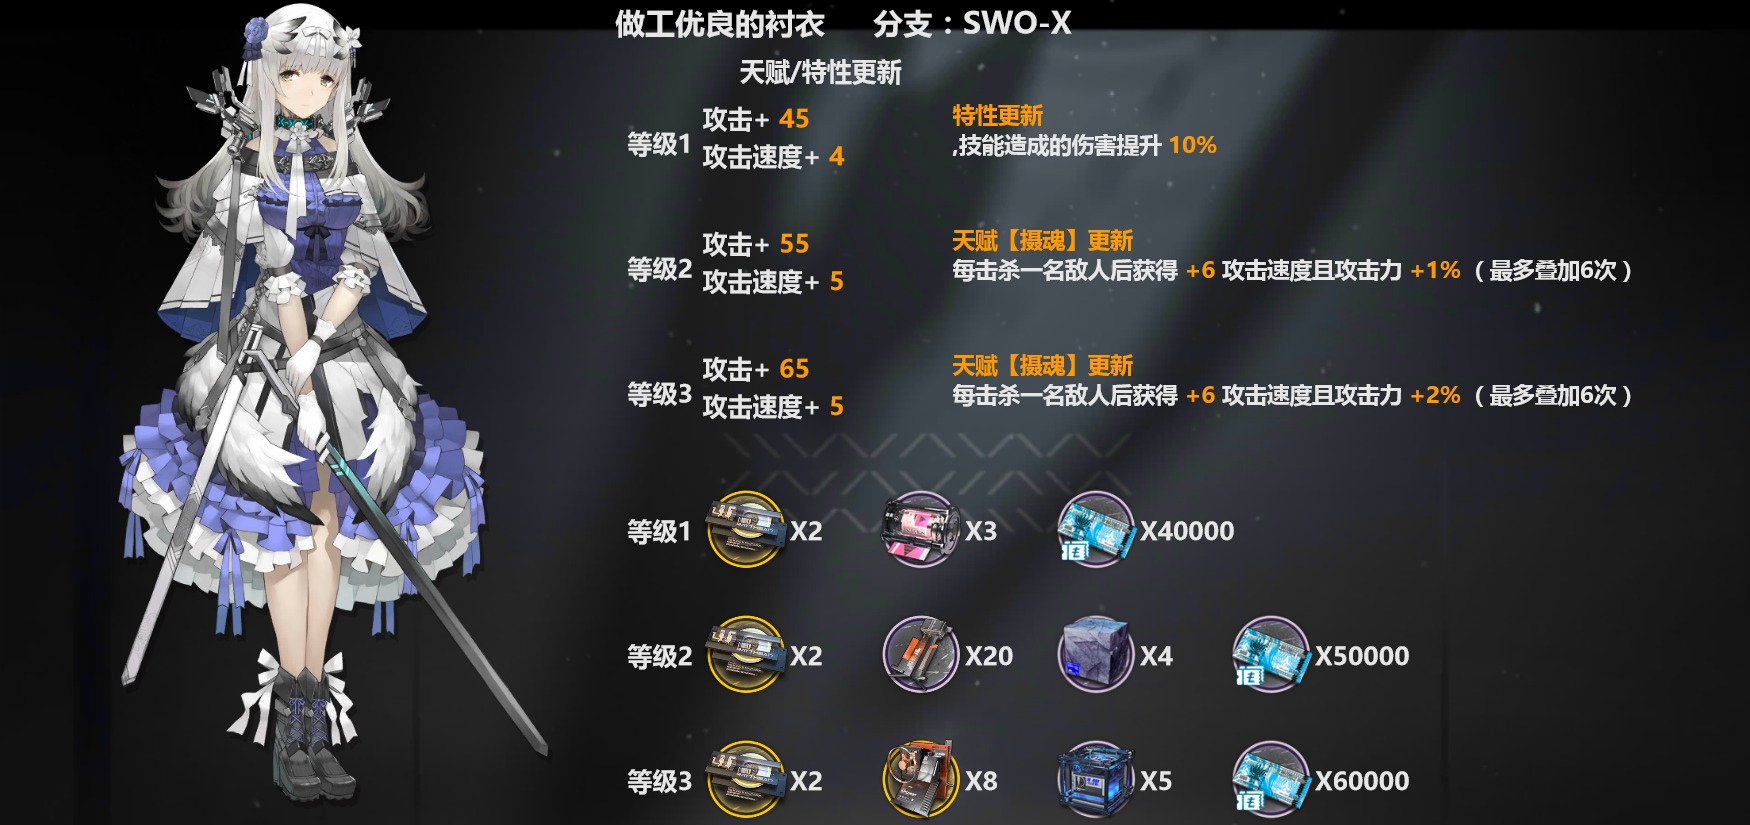 做工优良的衬衣 分支：SWO-X
天赋/特性更新
等级1
攻击+ 45
攻击速度+ 4
特性更新
,技能造成的伤害提升 10%
等级2
攻击+ 55
攻击速度+ 5
天赋【摄魂】更新
每击杀一名敌人后获得 +6 攻击速度且攻击力 +1%（最多叠加6次）
等级3
攻击+ 65
攻击速度+ 5
天赋【摄魂】更新
每击杀一名敌人后获得 +6 攻击速度且攻击力 +2%（最多叠加6次）
等级1 X2 X3 X40000
等级2 X2 X20 X4 X50000
等级3 X2 X8 X5 X60000